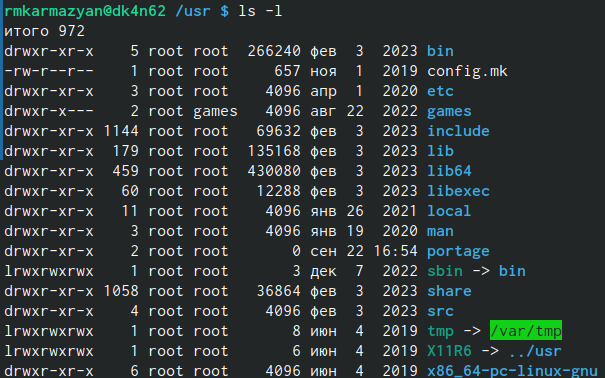 rmkarmazyan@dk4n62 /usr $ ls -l
итого 972
drwxr-xr-x    5 root root  266240 фев  3  2023 bin
-rw-r--r--    1 root root     657 ноя  1  2019 config.mk
drwxr-xr-x    3 root root    4096 апр  1  2020 etc
drwxr-x---    2 root games   4096 авг 22  2022 games
drwxr-xr-x 1144 root root   69632 фев  3  2023 include
drwxr-xr-x  179 root root  135168 фев  3  2023 lib
drwxr-xr-x  459 root root  430080 фев  3  2023 lib64
drwxr-xr-x   60 root root   12288 фев  3  2023 libexec
drwxr-xr-x   11 root root    4096 янв 26  2021 local
drwxr-xr-x    3 root root    4096 янв 19  2020 man
drwxr-xr-x    2 root root       0 сен 22 16:54 portage
lrwxrwxrwx    1 root root       3 дек  7  2022 sbin -> bin
drwxr-xr-x 1058 root root   36864 фев  3  2023 share
drwxr-xr-x    4 root root    4096 фев  3  2023 src
lrwxrwxrwx    1 root root       8 июн  4  2019 tmp -> /var/tmp
lrwxrwxrwx    1 root root       6 июн  4  2019 X11R6 -> ../usr
drwxr-xr-x    6 root root    4096 июн  4  2019 x86_64-pc-linux-gnu